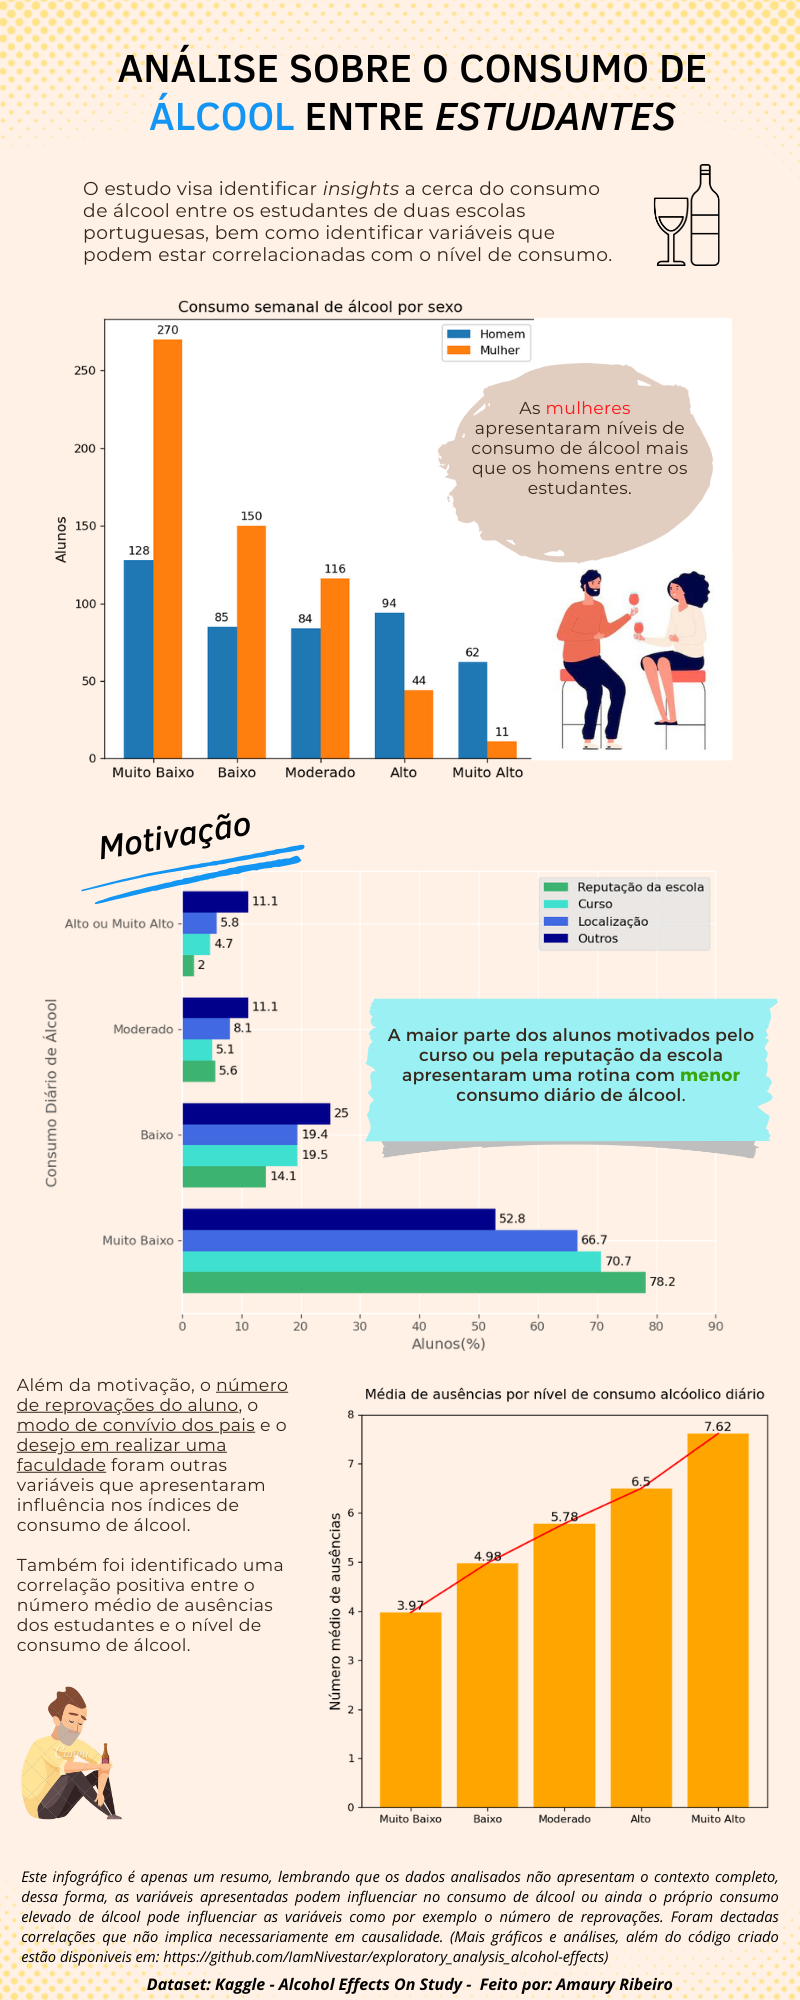 ANÁLISE SOBRE O CONSUMO DE
ÁLCOOL ENTRE ESTUDANTES
O estudo visa identificar insights a cerca do consumo
de álcool entre os estudantes de duas escolas
portuguesas, bem como identificar variáveis que
podem estar correlacionadas com o nível de consumo.
Consumo semanal de álcool por sexo
Homem
Mulher
Alunos
250
200
150
100
50
0
128
270
85
150
84
116
94
44
62
11
Muito Baixo
Baixo
Moderado
Alto
Muito Alto
As mulheres
apresentaram níveis de
consumo de álcool mais
que os homens entre os
estudantes.
Motivação
Reputação da escola
Curso
Localização
Outros
Consumo Diário de Álcool
Alto ou Muito Alto
11.1
5.8
4.7
2
Moderado
11.1
8.1
5.1
5.6
Baixo
25
19.4
19.5
14.1
Muito Baixo
52.8
66.7
70.7
78.2
0 10 20 30 40 50 60 70 80 90
Alunos(%)
A maior parte dos alunos motivados pelo
curso ou pela reputação da escola
apresentaram uma rotina com menor
consumo diário de álcool.
Além da motivação, o número
de reprovações do aluno, o
modo de convívio dos pais e o
desejo em realizar uma
faculdade foram outras
variáveis que apresentaram
influência nos índices de
consumo de álcool.
Também foi identificado uma
correlação positiva entre o
número médio de ausências
dos estudantes e o nível de
consumo de álcool.
Média de ausências por nível de consumo alcóolico diário
Número médio de ausências
8
7
6
5
4
3
2
1
0
3.97
4.98
5.78
6.5
7.62
Muito Baixo
Baixo
Moderado
Alto
Muito Alto
Este infográfico é apenas um resumo, lembrando que os dados analisados não apresentam o contexto completo,
dessa forma, as variáveis apresentadas podem influenciar no consumo de álcool ou ainda o próprio consumo
elevado de álcool pode influenciar as variáveis como por exemplo o número de reprovações. Foram dectadas
correlações que não implica necessariamente em causalidade. (Mais gráficos e análises, além do código criado
estão disponiveis em: https://github.com/IamNivestar/exploratory_analysis_alcohol-effects)
Dataset: Kaggle - Alcohol Effects On Study - Feito por: Amaury Ribeiro